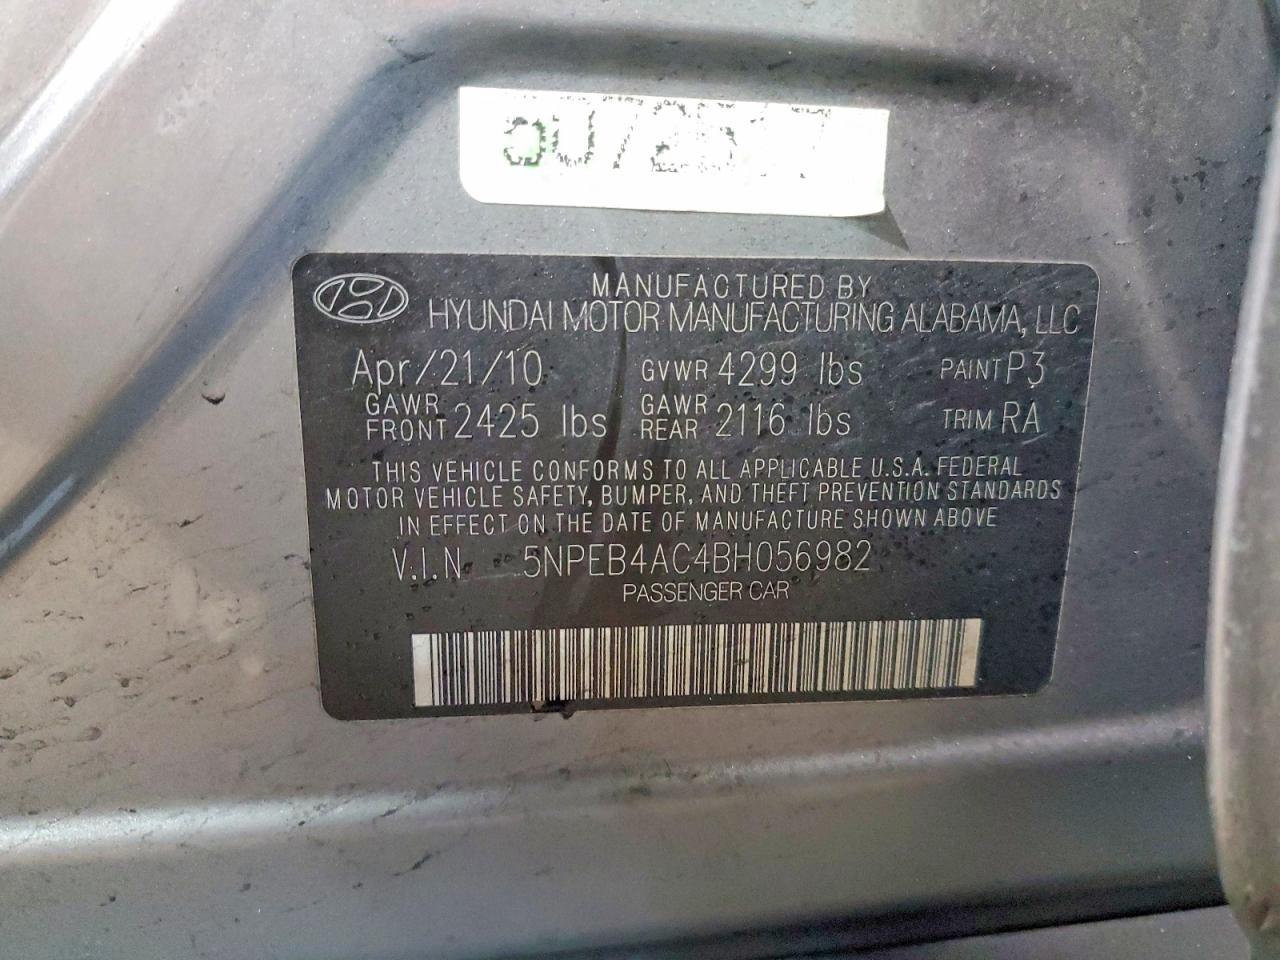 MANUFACTURED BY
HYUNDAI MOTOR MANUFACTURING ALABAMA, LLC
Apr/21/10 GVWR 4299 lbs PAINT P3
GAWR FRONT 2425 lbs GAWR REAR 2116 lbs TRIM RA
THIS VEHICLE CONFORMS TO ALL APPLICABLE U.S.A. FEDERAL
MOTOR VEHICLE SAFETY, BUMPER, AND THEFT PREVENTION STANDARDS
IN EFFECT ON THE DATE OF MANUFACTURE SHOWN ABOVE
V.I.N 5NPEB4AC4BH056982
PASSENGER CAR